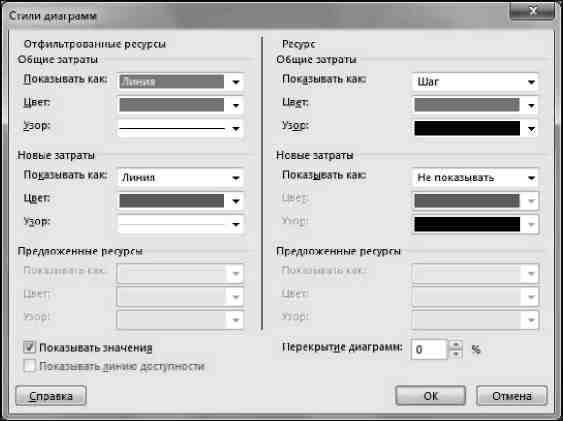 Стили диаграмм
Отфильтрованные ресурсы
Общие затраты
Показывать как: Линия
Цвет:
Узор:
Новые затраты
Показывать как: Линия
Цвет:
Узор:
Предложенные ресурсы
Показывать как:
Цвет:
Узор:
Показывать значения
Показывать линию доступности
Ресурс
Общие затраты
Показывать как: Шаг
Цвет:
Узор:
Новые затраты
Показывать как: Не показывать
Цвет:
Узор:
Предложенные ресурсы
Показывать как:
Цвет:
Узор:
Перекрытие диаграмм: 0 %
Справка
ОК
Отмена